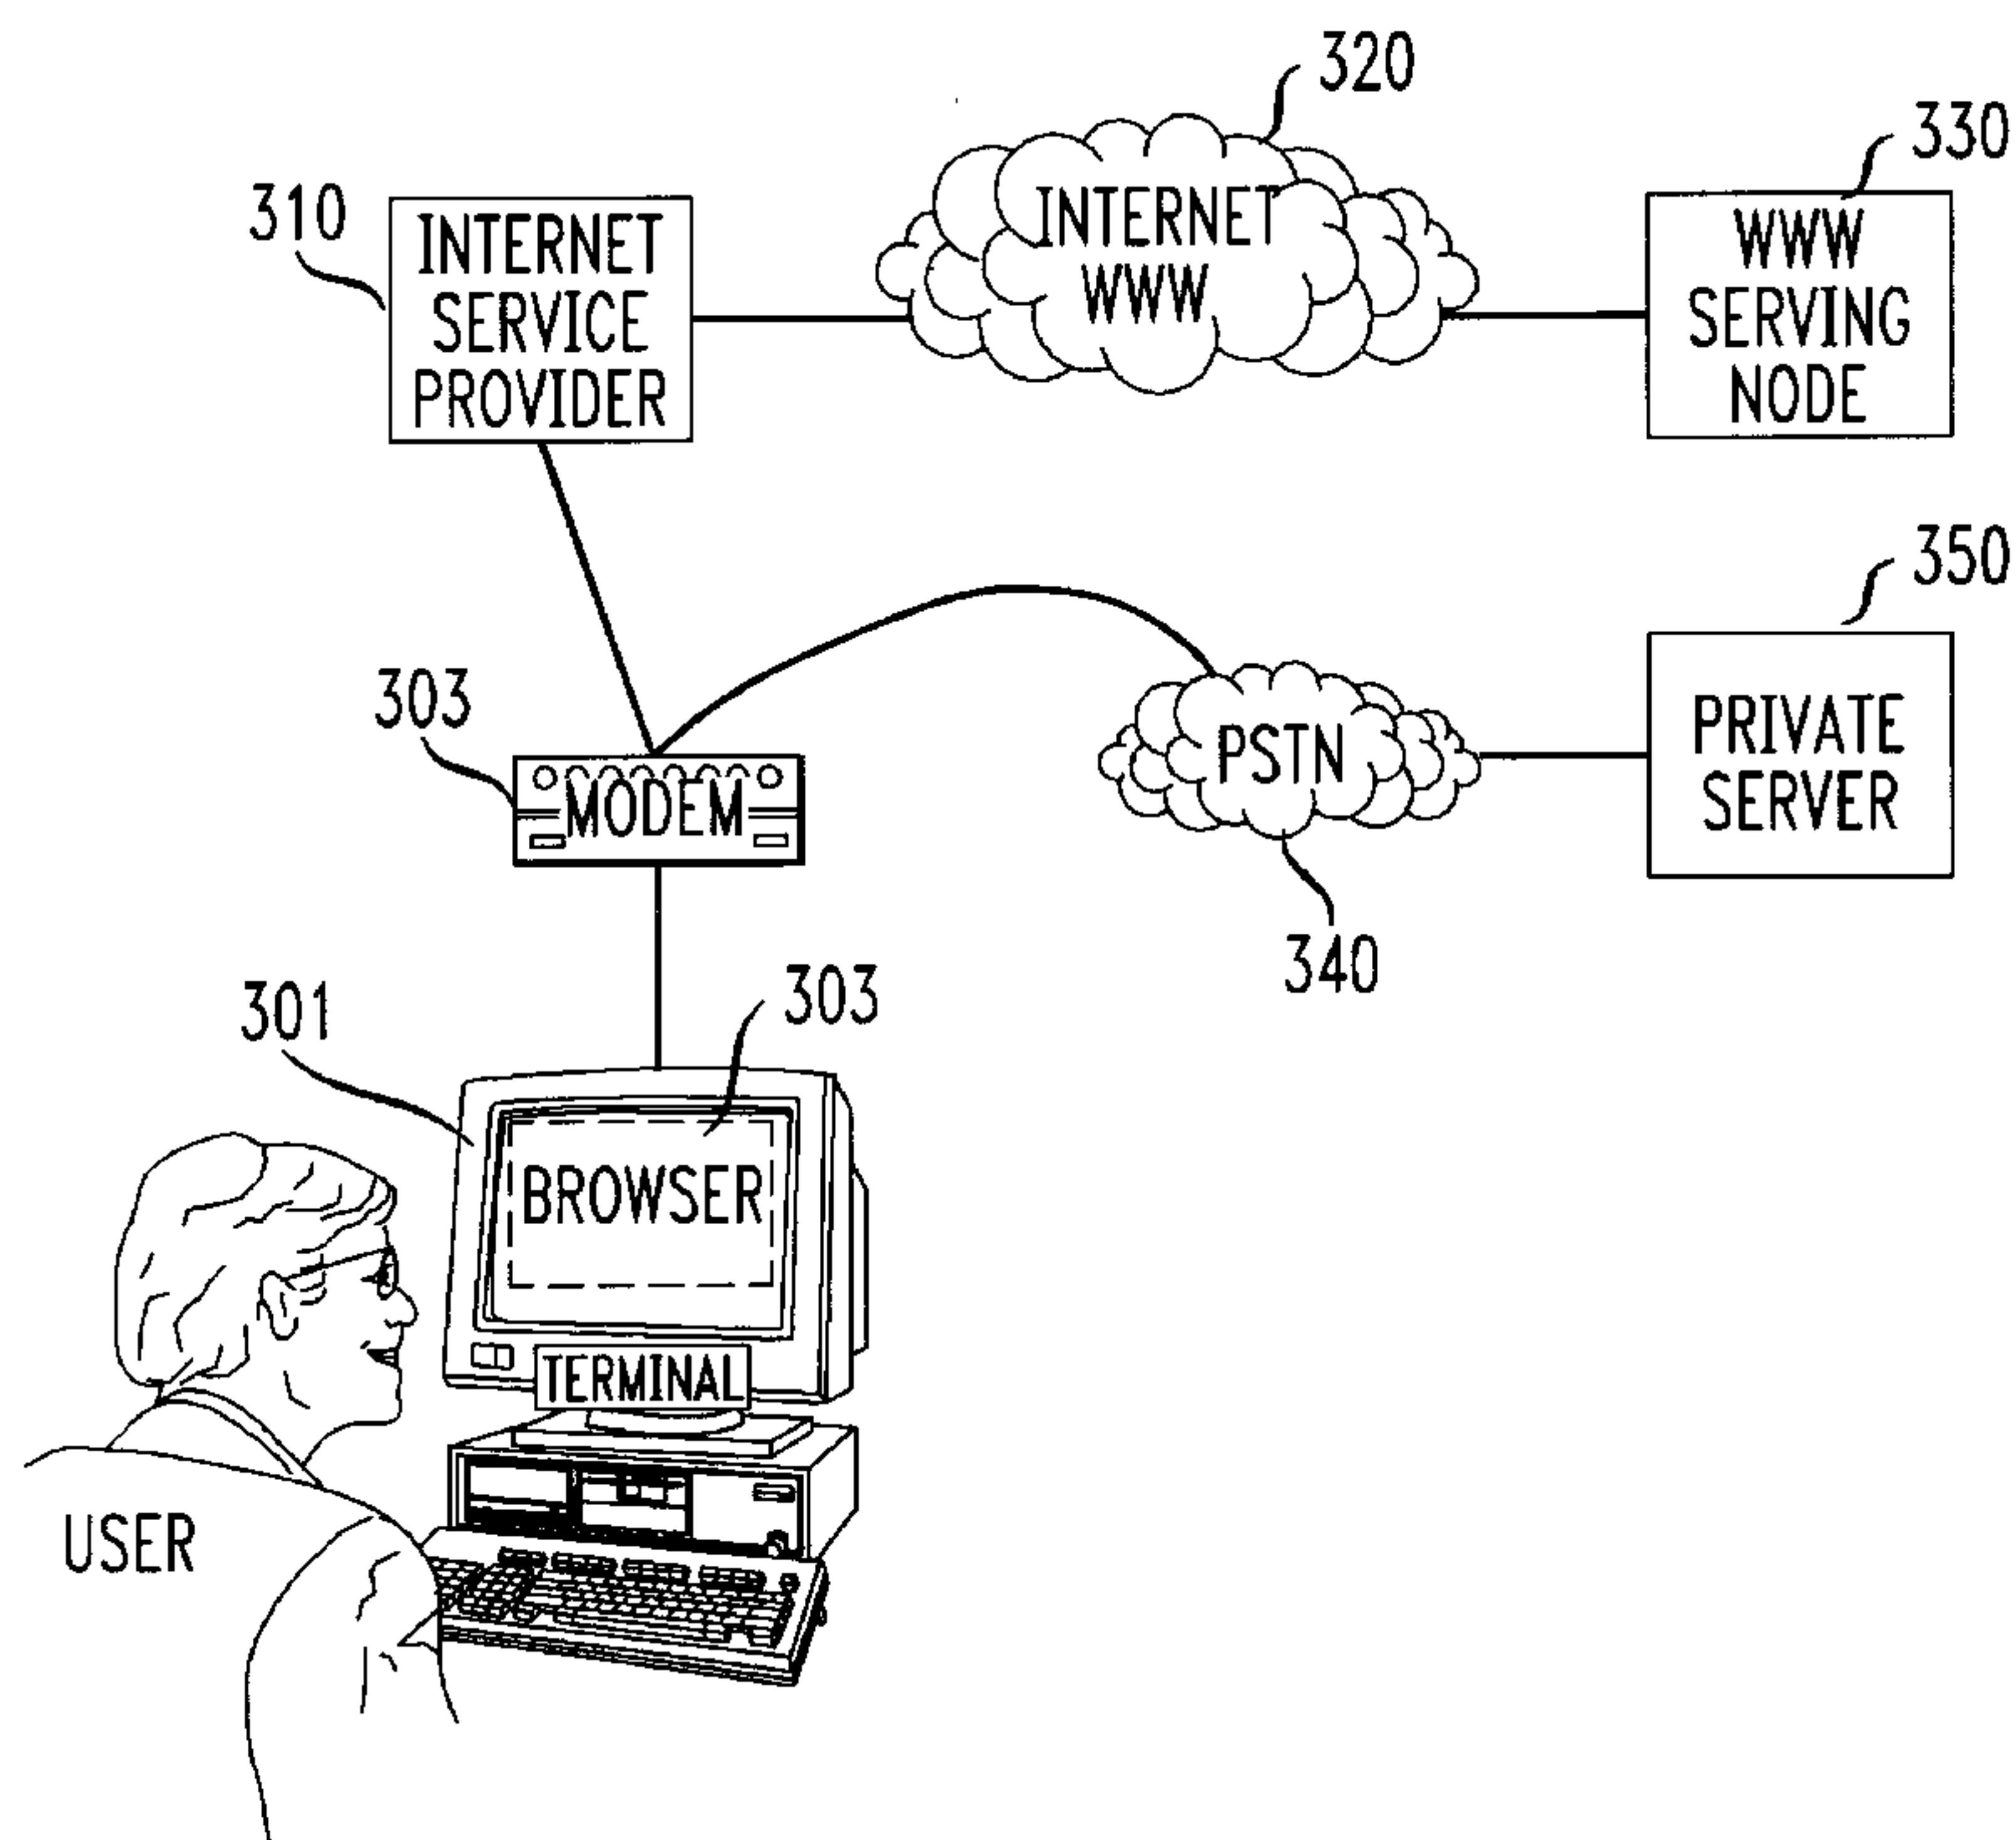 320
330
310
INTERNET
SERVICE
PROVIDER
INTERNET
WWW
WWW
SERVING
NODE
350
303
MODEM
PSTN
PRIVATE
SERVER
340
301
303
BROWSER
TERMINAL
USER